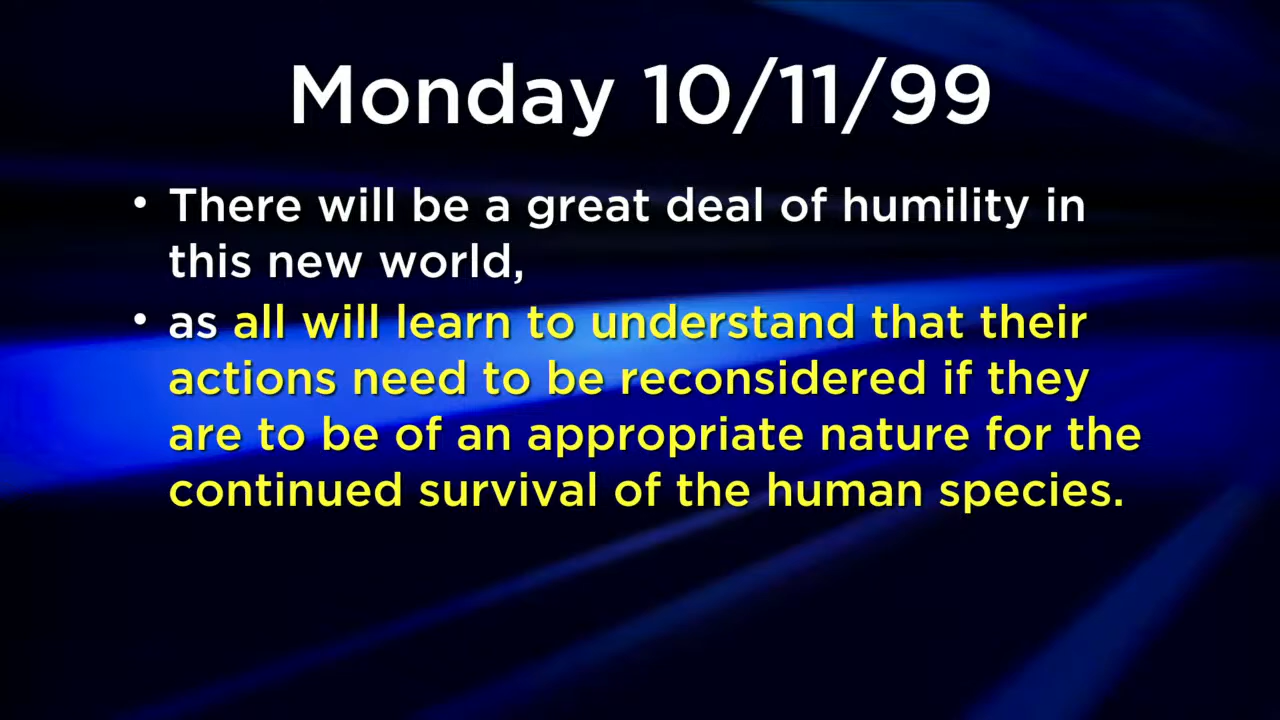 Monday 10/11/99
• There will be a great deal of humility in
this new world,
• as all will learn to understand that their
actions need to be reconsidered if they
are to be of an appropriate nature for the
continued survival of the human species.